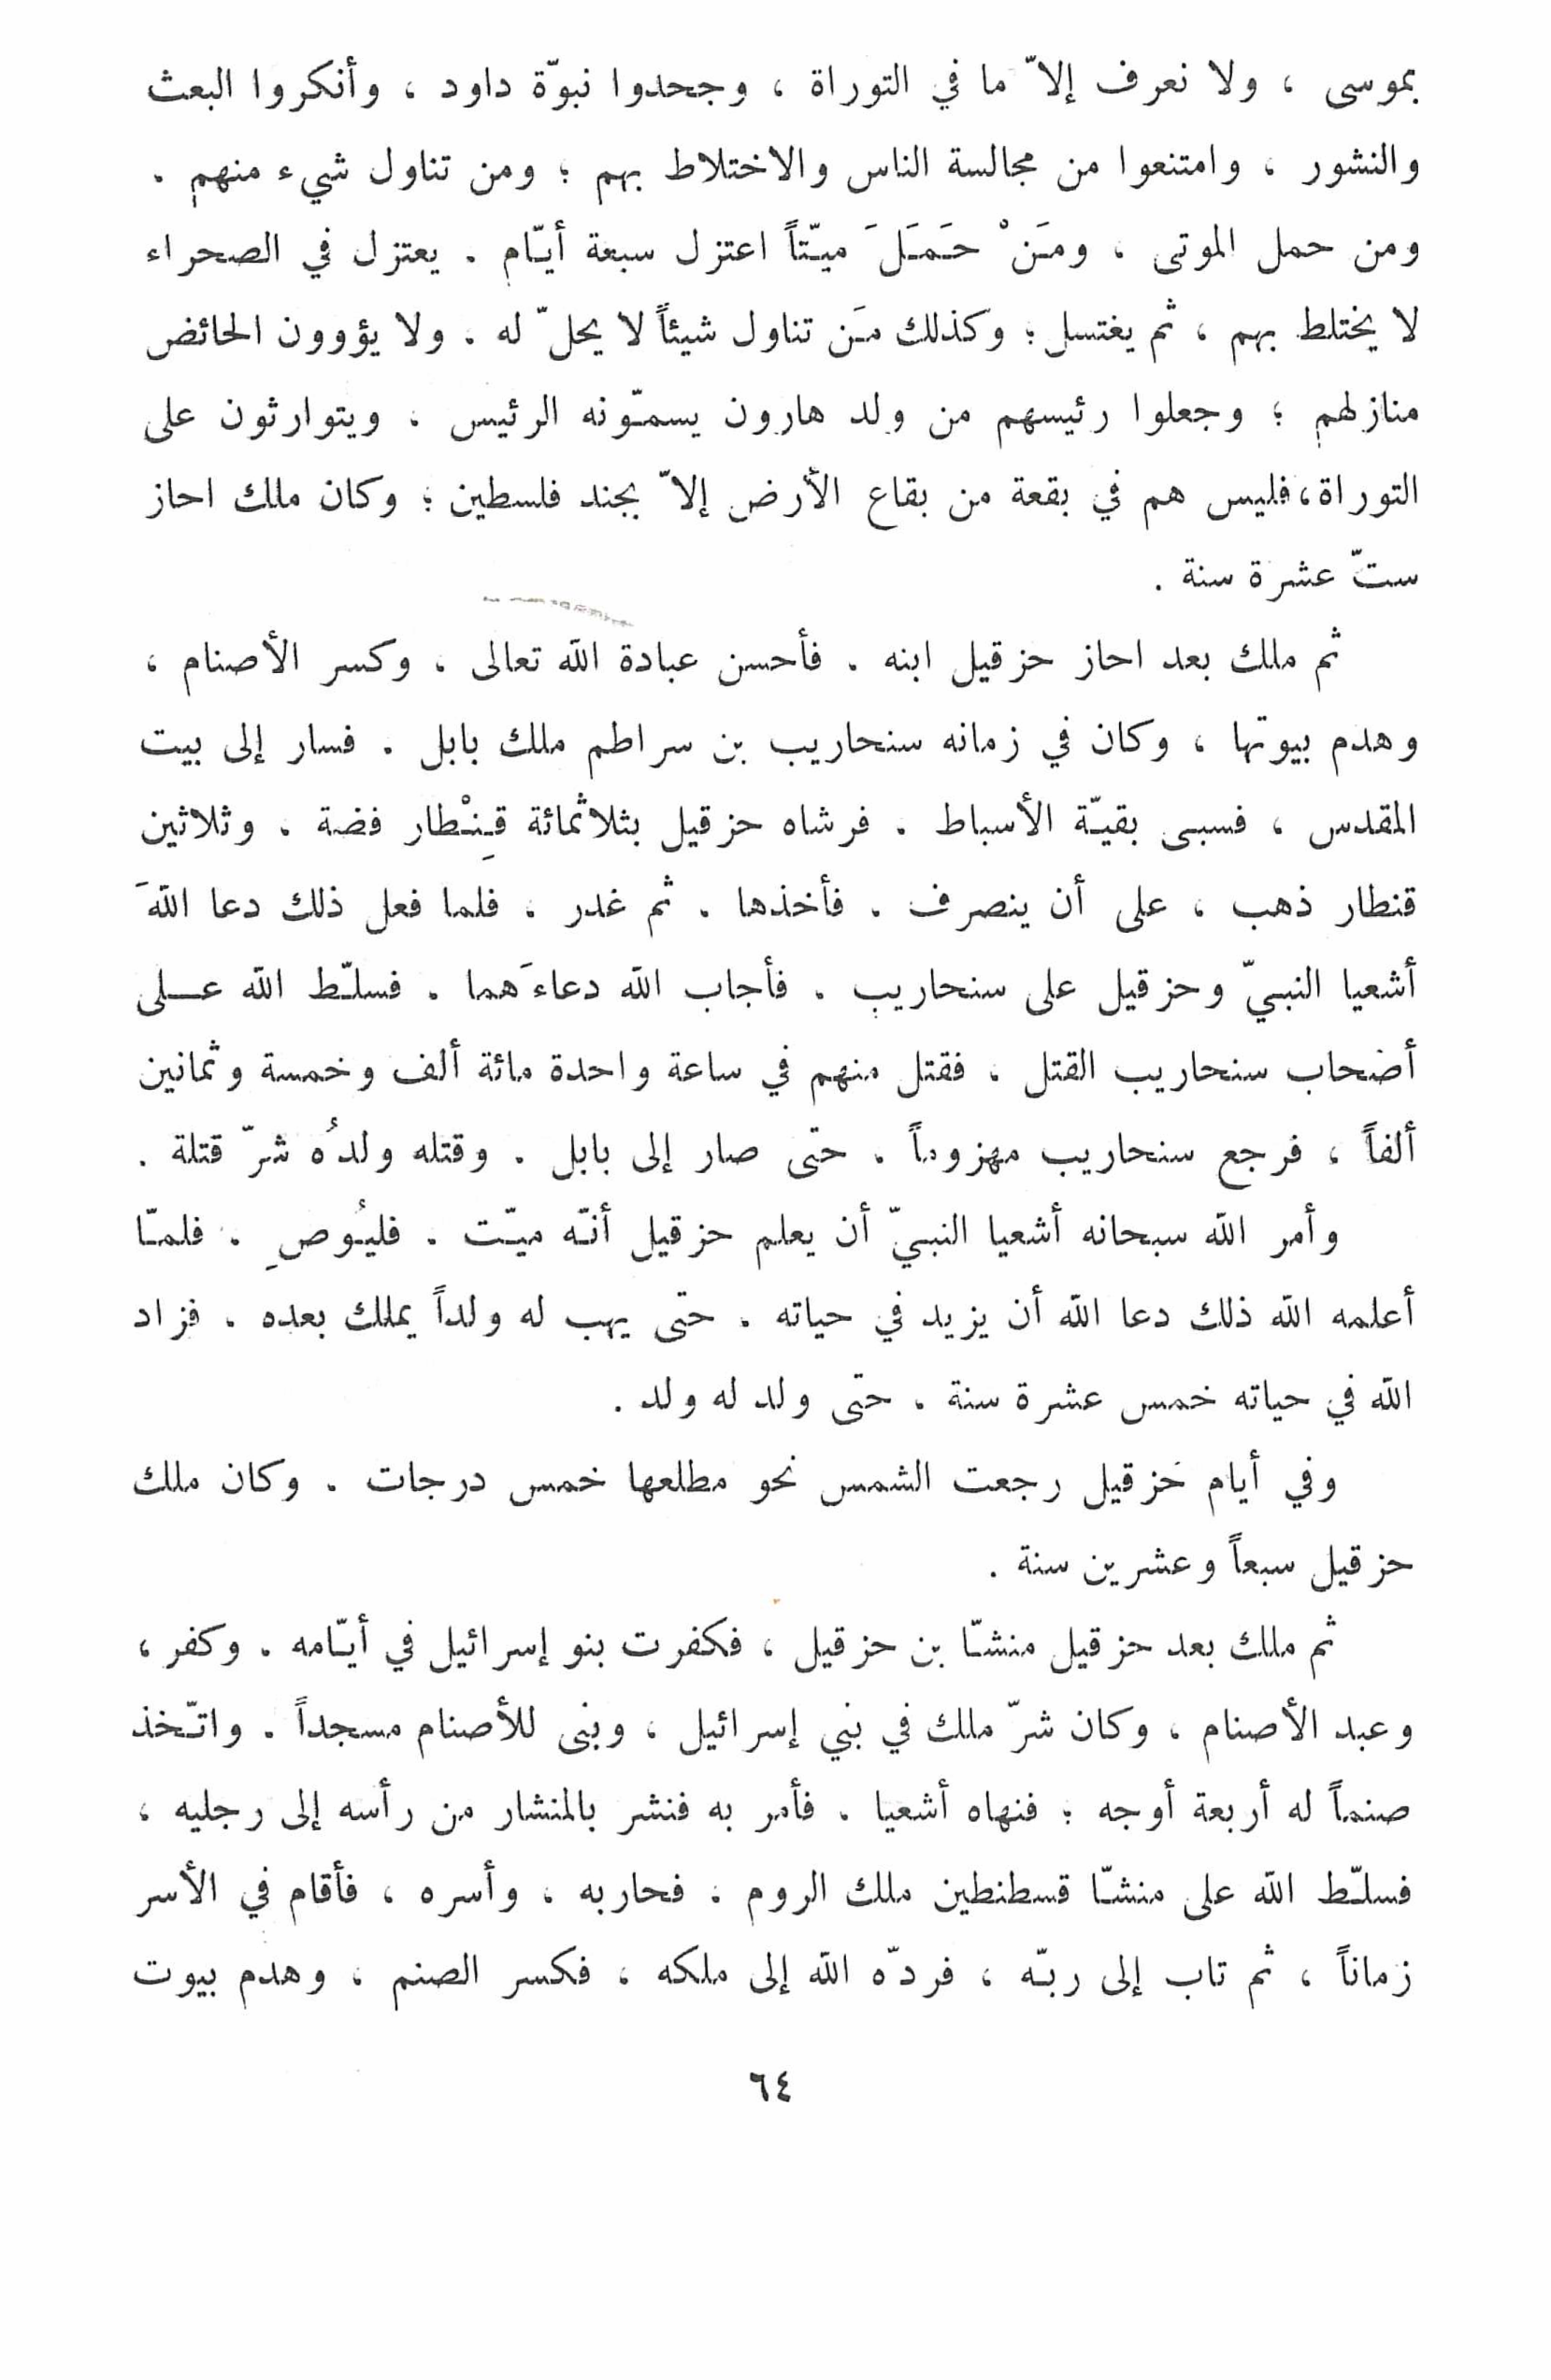 بموسى ، ولا نعرف إلاّ ما في التوراة ، وجحدوا نبوّة داود ، وأنكروا البعث
والنشور ، وامتنعوا من مجالسة الناس والاختلاط بهم ؛ ومن تناول شيء منهم .
ومن حمل الموتى ، ومَنْ حَمَلَ ميّتاً اعتزل سبعة أيّام . يعتزل في الصحراء
لا يختلط بهم ، ثم يغتسل ؛ وكذلك مَن تناول شيئاً لا يحلّ له . ولا يؤوون الحائض
منازلهم ؛ وجعلوا رئيسهم من ولد هارون يسمّونه الرئيس . ويتوارثون على
التوراة، فليس هم في بقعة من بقاع الأرض إلاّ بجند فلسطين ؛ وكان ملك احاز
ستّ عشرة سنة .
ثم ملك بعد احاز حزقيل ابنه . فأحسن عبادة الله تعالى ، وكسر الأصنام ،
وهدم بيوتها ، وكان في زمانه سنحاريب بن سراطم ملك بابل . فسار إلى بيت
المقدس ، فسبى بقيّة الأسباط . فرشاه حزقيل بثلاثمائة قِنْطار فضة . وثلاثين
قنطار ذهب ، على أن ينصرف . فأخذها . ثم غدر . فلما فعل ذلك دعا اللهَ
أشعيا النبيّ وحزقيل على سنحاريب . فأجاب الله دعاءَهما . فسلّط الله على
أضحاب سنحاريب القتل . فقتل منهم في ساعة واحدة مائة ألف وخمسة وثمانين
ألفاً ، فرجع سنحاريب مهزوماً . حتى صار إلى بابل . وقتله ولدُه شرّ قتلة .
وأمر الله سبحانه أشعيا النبيّ أن يعلم حزقيل أنّه ميّت . فليُوصِ . فلمّا
أعلمه الله ذلك دعا الله أن يزيد في حياته . حتى يهب له ولداً يملك بعده . فزاد
الله في حياته خمس عشرة سنة . حتى ولد له ولد .
وفي أيام حزقيل رجعت الشمس نحو مطلعها خمس درجات . وكان ملك
حزقيل سبعاً وعشرين سنة .
ثم ملك بعد حزقيل منشّا بن حزقيل ، فكفرت بنو إسرائيل في أيّامه . وكفر ،
وعبد الأصنام ، وكان شرّ ملك في بني إسرائيل ، وبنى للأصنام مسجداً . واتّخذ
صنماً له أربعة أوجه ؛ فنهاه أشعيا . فأمر به فنشر بالمنشار من رأسه إلى رجليه ،
فسلّط الله على منشّا قسطنطين ملك الروم . فحاربه ، وأسره ، فأقام في الأسر
زماناً ، ثم تاب إلى ربّه ، فردّه الله إلى ملكه ، فكسر الصنم ، وهدم بيوت
٦٤